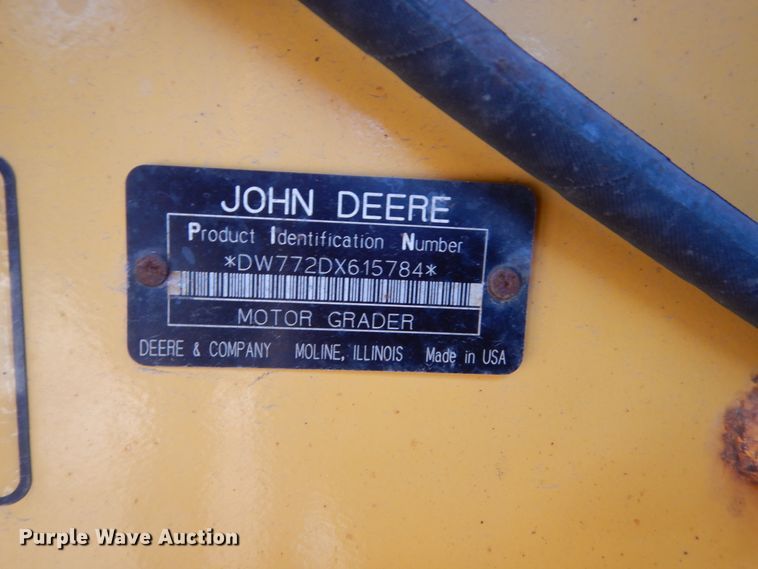 JOHN DEERE
Product Identification Number
*DW772DX615784*
MOTOR GRADER
DEERE & COMPANY MOLINE, ILLINOIS Made in USA
Purple Wave Auction